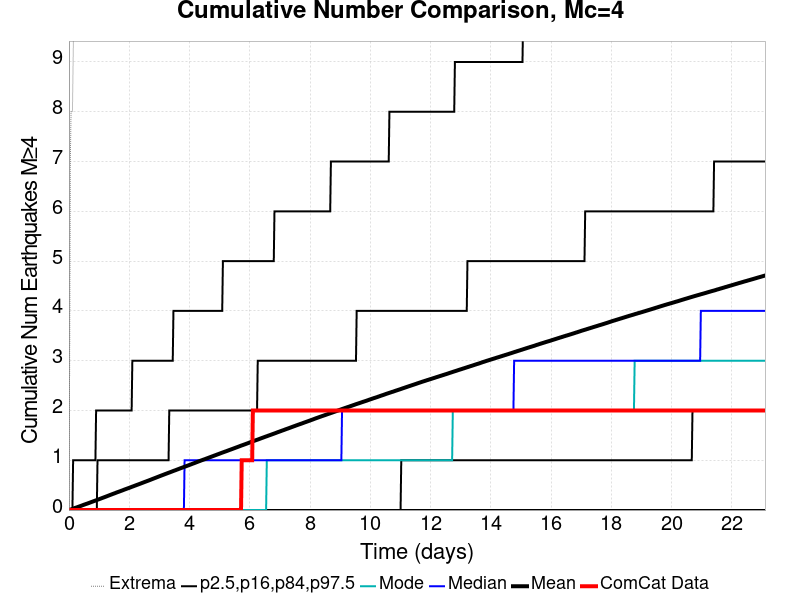 Cumulative Number Comparison, Mc=4
Cumulative Num Earthquakes M≥4
9
8
7
6
5
4
3
2
1
0
0 2 4 6 8 10 12 14 16 18 20 22
Time (days)
Extrema p2.5,p16,p84,p97.5 Mode Median Mean ComCat Data